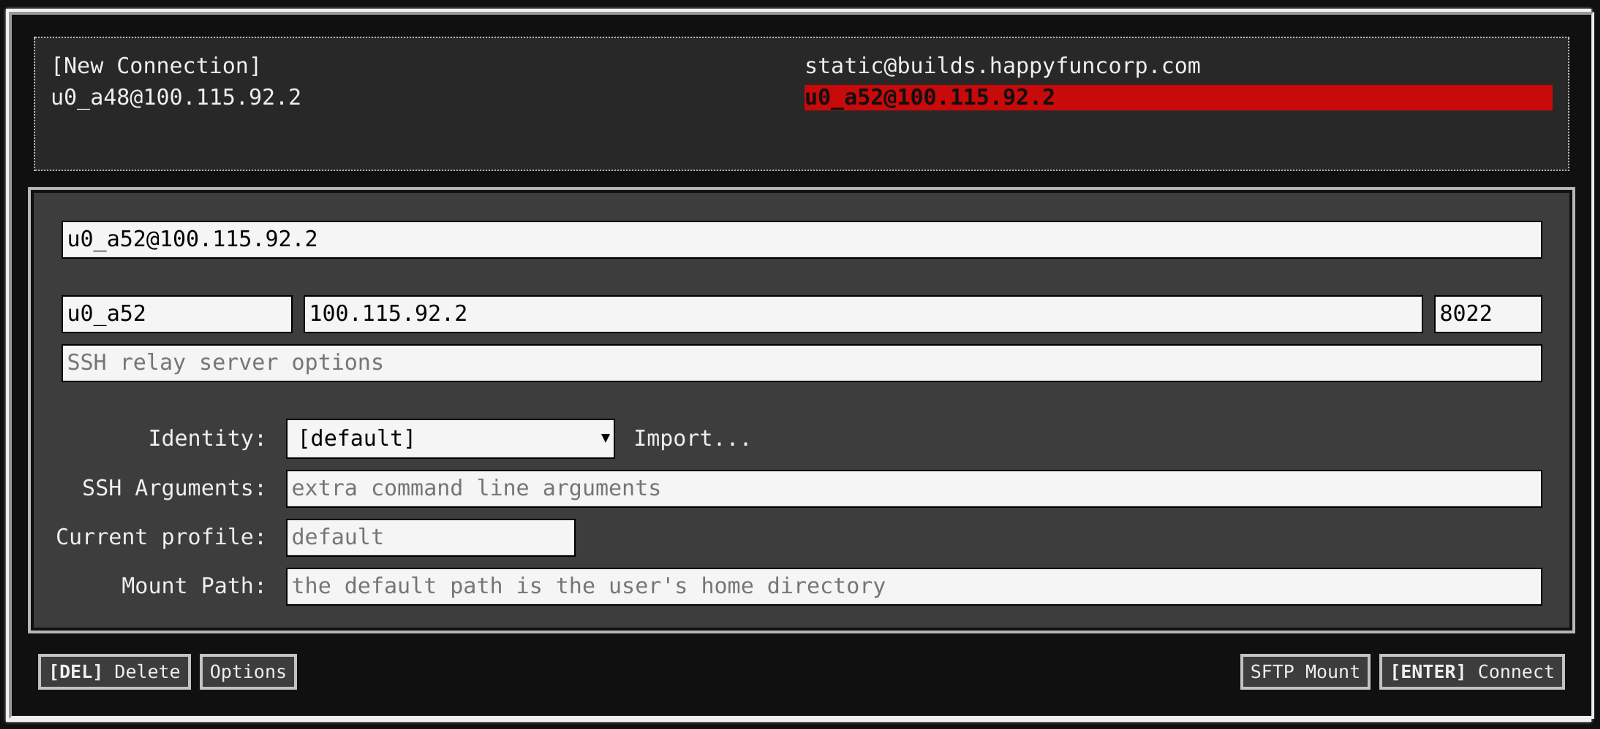 [New Connection] static@builds.happyfuncorp.com
u0_a48@100.115.92.2 u0_a52@100.115.92.2
u0_a52@100.115.92.2
u0_a52 100.115.92.2 8022
SSH relay server options
Identity: [default] Import...
SSH Arguments: extra command line arguments
Current profile: default
Mount Path: the default path is the user's home directory
[DEL] Delete Options SFTP Mount [ENTER] Connect